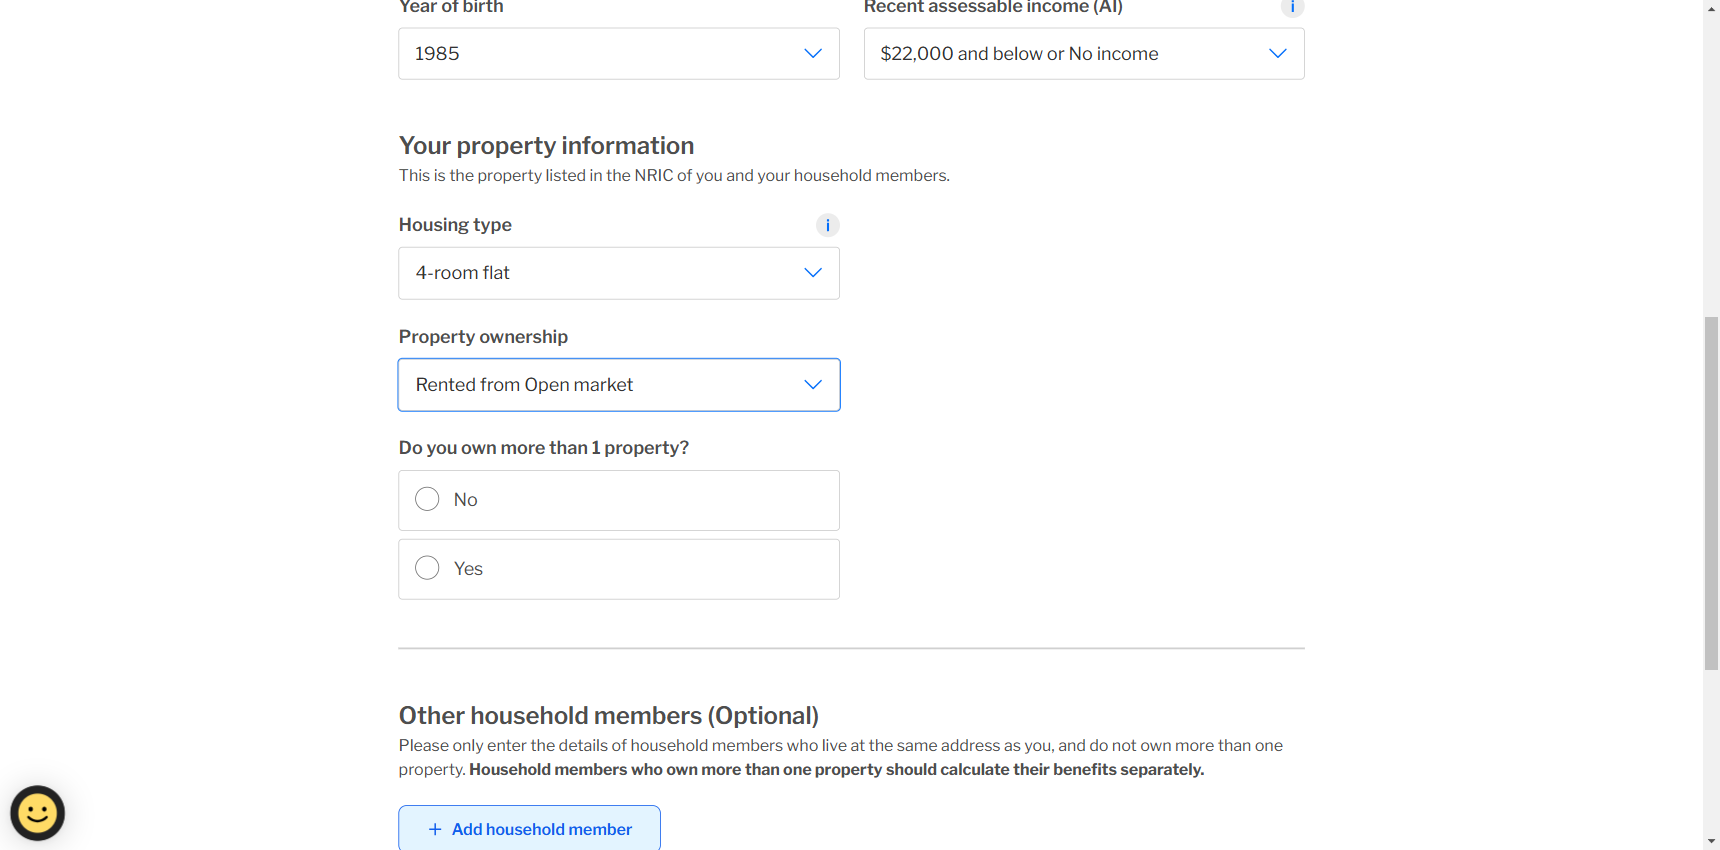 Year of birth
Recent assessable income (AI)
i
1985
$22,000 and below or No income
Your property information
This is the property listed in the NRIC of you and your household members.
Housing type
i
4-room flat
Property ownership
Rented from Open market
Do you own more than 1 property?
No
Yes
Other household members (Optional)
Please only enter the details of household members who live at the same address as you, and do not own more than one
property. Household members who own more than one property should calculate their benefits separately.
+ Add household member